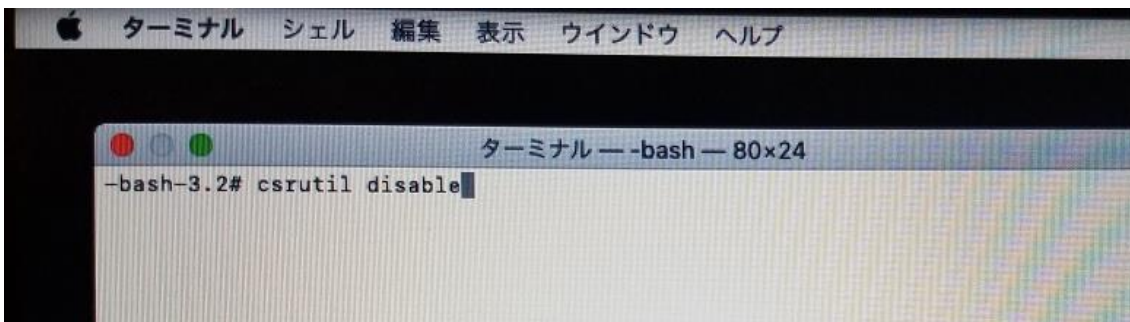 ターミナル シェル 編集 表示 ウインドウ ヘルプ
ターミナル — -bash — 80×24
-bash-3.2# csrutil disable